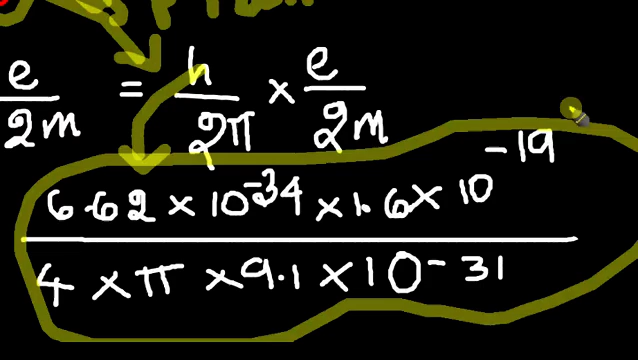 e/2m = h/2π × e/2m
6.62 × 10^-34 × 1.6 × 10^-19
4 × π × 9.1 × 10^-31